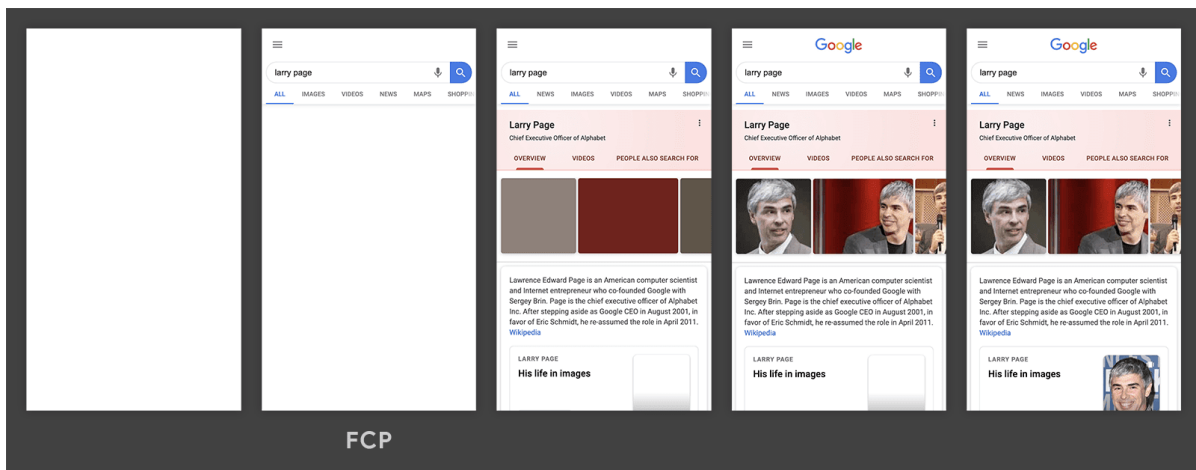 larry page
ALL IMAGES VIDEOS NEWS MAPS SHOPPIN
larry page
ALL NEWS IMAGES VIDEOS MAPS SHOPPIN
Larry Page
Chief Executive Officer of Alphabet
OVERVIEW VIDEOS PEOPLE ALSO SEARCH FOR
Lawrence Edward Page is an American computer scientist
and Internet entrepreneur who co-founded Google with
Sergey Brin. Page is the chief executive officer of Alphabet
Inc. After stepping aside as Google CEO in August 2001, in
favor of Eric Schmidt, he re-assumed the role in April 2011.
Wikipedia
LARRY PAGE
His life in images
Google
larry page
ALL NEWS IMAGES VIDEOS MAPS SHOPPIN
Larry Page
Chief Executive Officer of Alphabet
OVERVIEW VIDEOS PEOPLE ALSO SEARCH FOR
Lawrence Edward Page is an American computer scientist
and Internet entrepreneur who co-founded Google with
Sergey Brin. Page is the chief executive officer of Alphabet
Inc. After stepping aside as Google CEO in August 2001, in
favor of Eric Schmidt, he re-assumed the role in April 2011.
Wikipedia
LARRY PAGE
His life in images
Google
larry page
ALL NEWS IMAGES VIDEOS MAPS SHOPPIN
Larry Page
Chief Executive Officer of Alphabet
OVERVIEW VIDEOS PEOPLE ALSO SEARCH FOR
Lawrence Edward Page is an American computer scientist
and Internet entrepreneur who co-founded Google with
Sergey Brin. Page is the chief executive officer of Alphabet
Inc. After stepping aside as Google CEO in August 2001, in
favor of Eric Schmidt, he re-assumed the role in April 2011.
Wikipedia
LARRY PAGE
His life in images
FCP